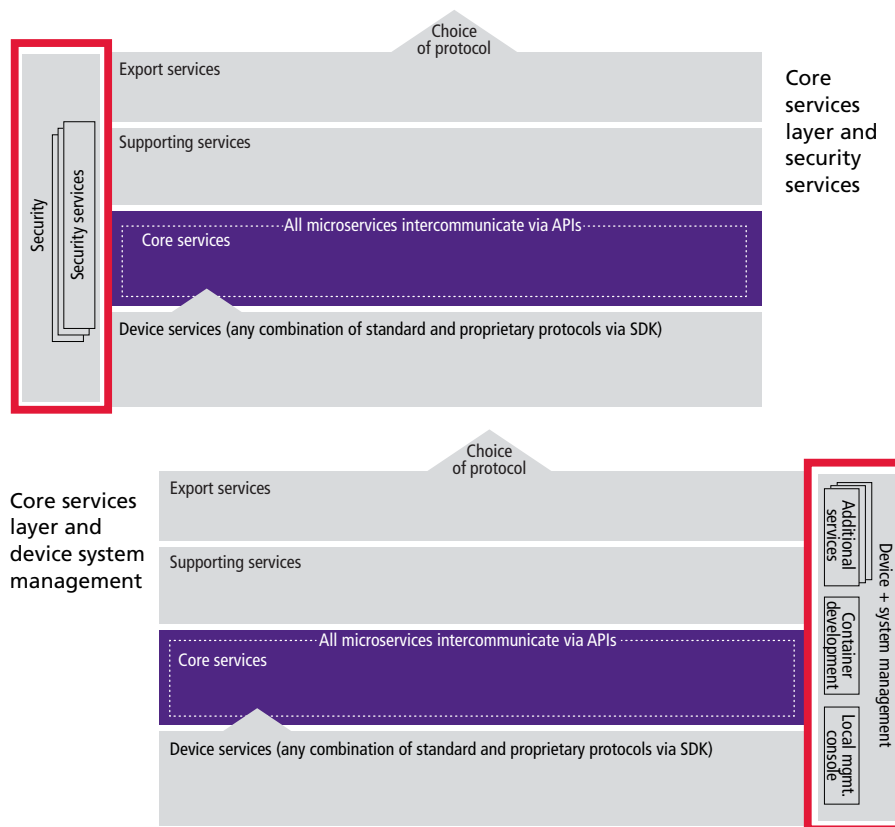 Choice
of protocol
Export services
Supporting services
All microservices intercommunicate via APIs
Core services
Device services (any combination of standard and proprietary protocols via SDK)
Security
Security services
Core
services
layer and
security
services
Core services
layer and
device system
management
Choice
of protocol
Export services
Supporting services
All microservices intercommunicate via APIs
Core services
Device services (any combination of standard and proprietary protocols via SDK)
Device + system management
Additional
services
Container
development
Local mgmt.
console